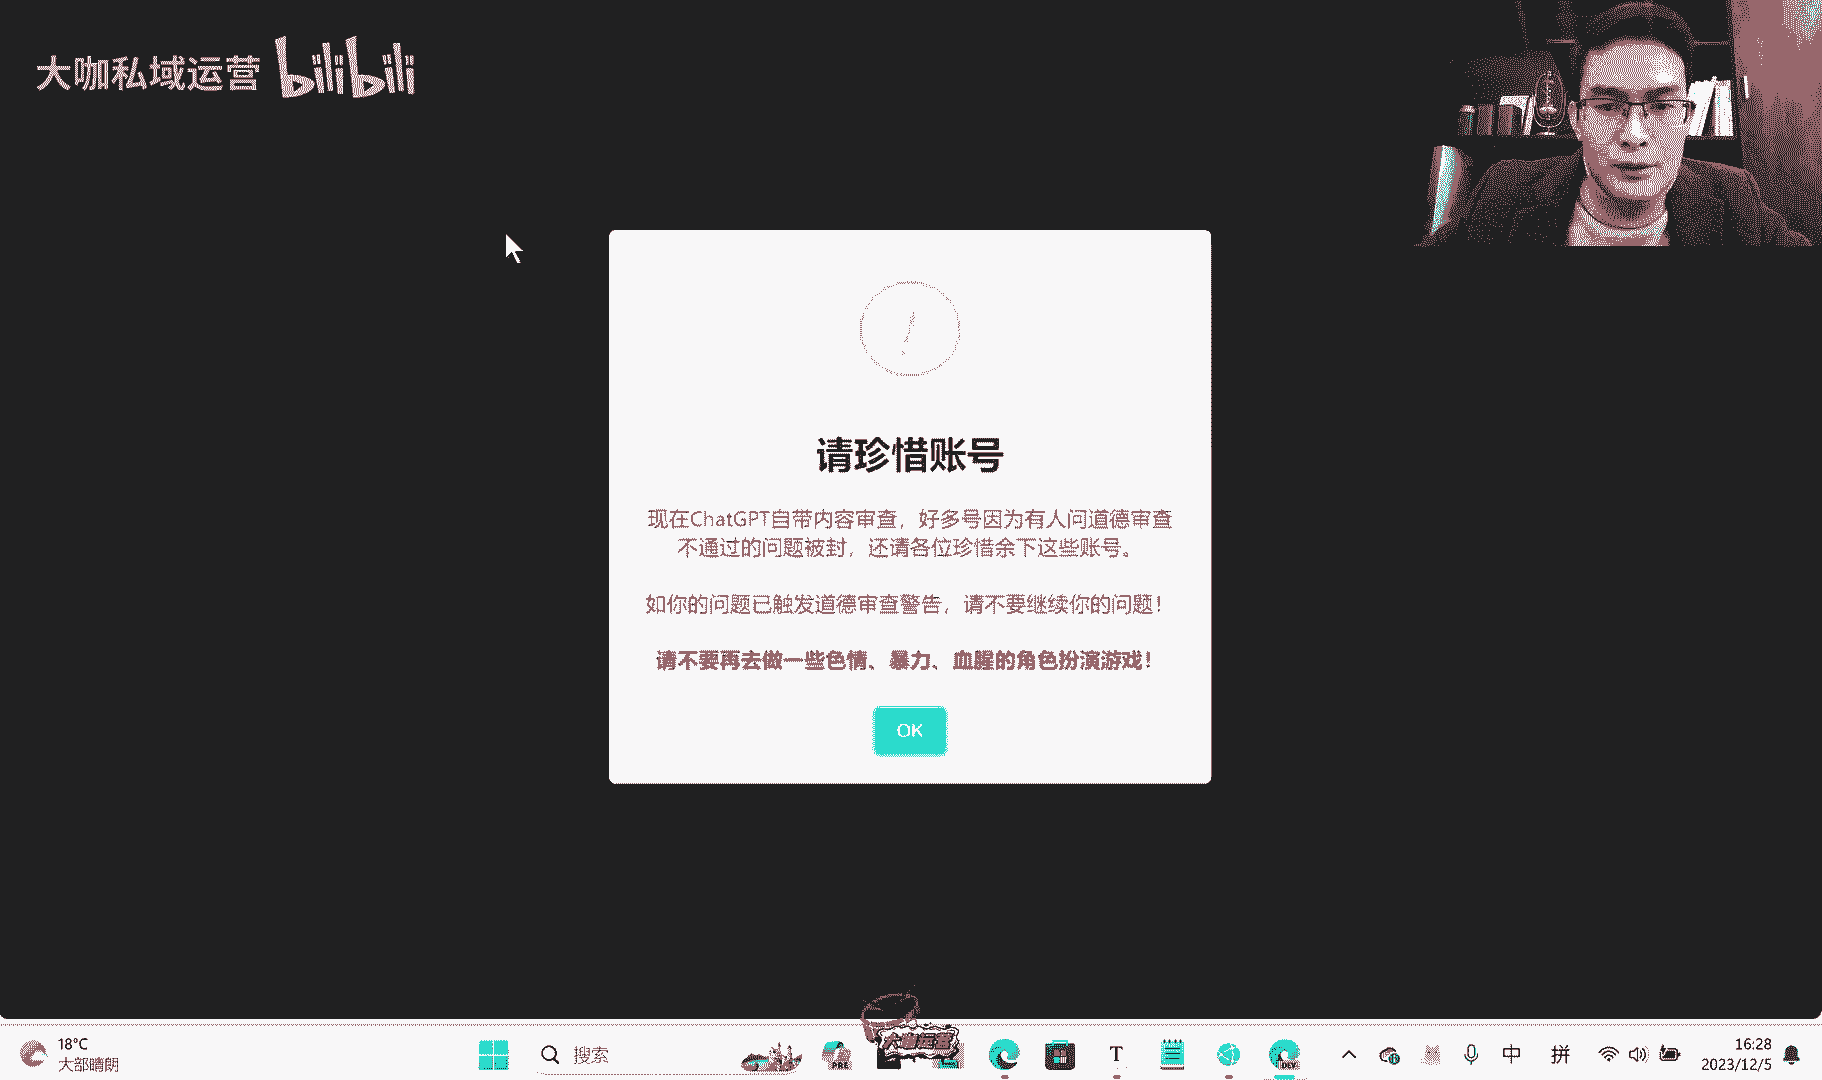 大咖私域运营 bilibili
请珍惜账号
现在ChatGPT自带内容审查，好多号因为有人问道德审查
不通过的问题被封，还请各位珍惜余下这些账号。
如你的问题已触发道德审查警告，请不要继续你的问题！
请不要再去做一些色情、暴力、血腥的角色扮演游戏！
OK
18°C
大部晴朗
搜索
PRE
大咖运营
T
DEV
中
拼
16:28
2023/12/5